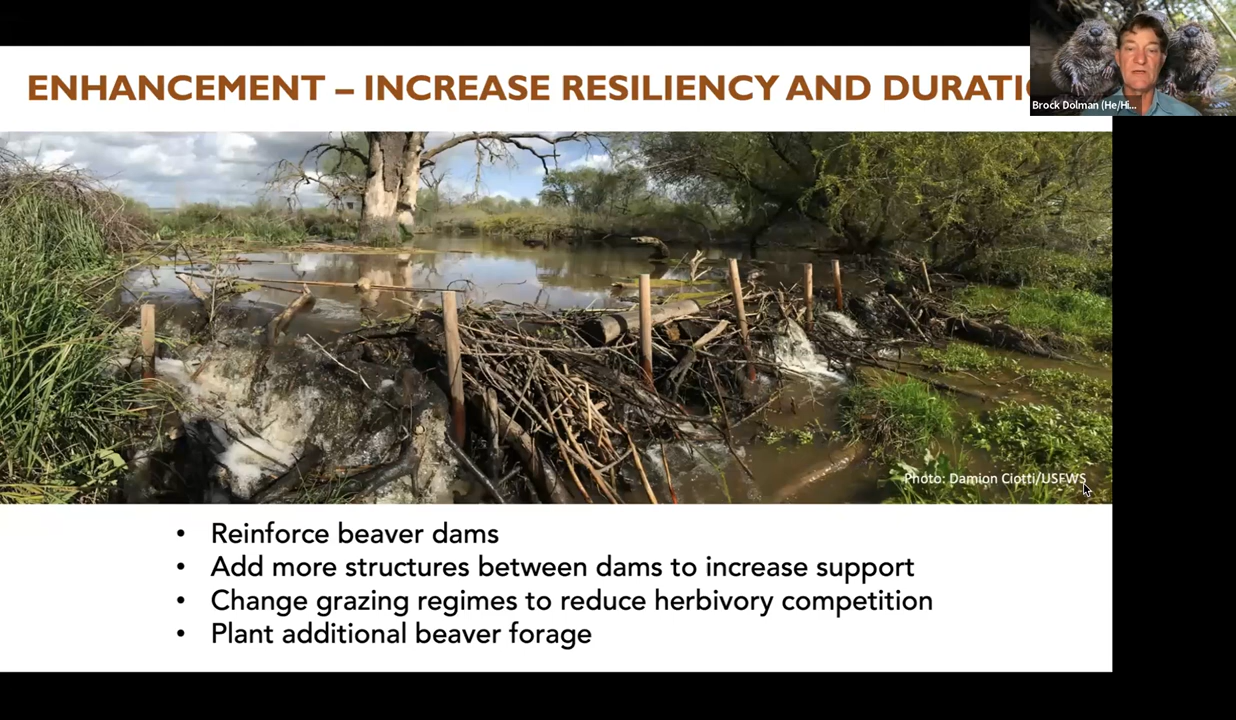 ENHANCEMENT – INCREASE RESILIENCY AND DURATIO
Brock Dolman (He/Hi...
Photo: Damion Ciotti/USFWS
• Reinforce beaver dams
• Add more structures between dams to increase support
• Change grazing regimes to reduce herbivory competition
• Plant additional beaver forage